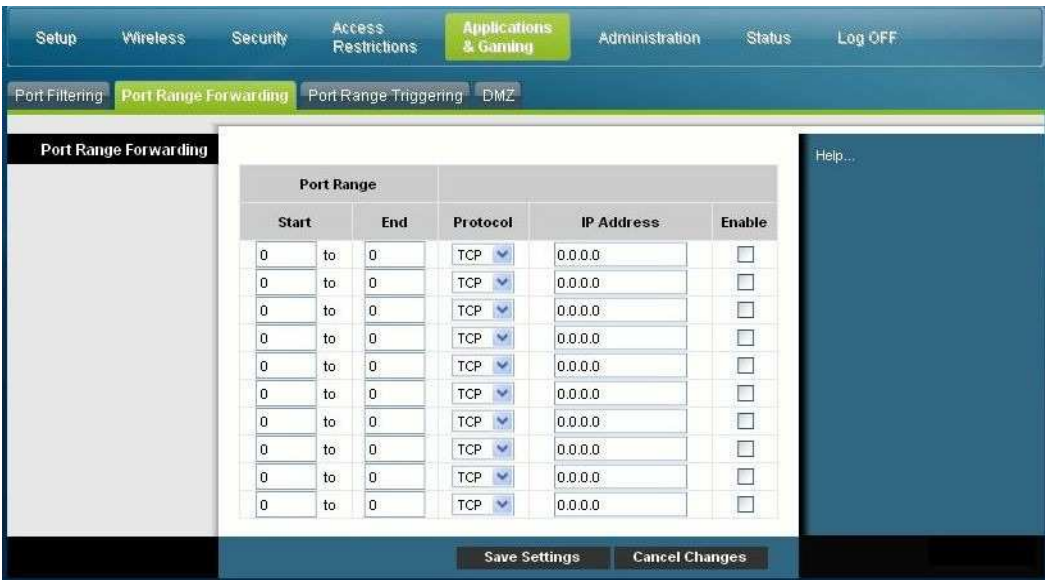 Setup Wireless Security Access Restrictions Applications & Gaming Administration Status Log OFF
Port Filtering Port Range Forwarding Port Range Triggering DMZ
Port Range Forwarding
Help...
Port Range
Start End Protocol IP Address Enable
0 to 0 TCP 0.0.0.0
0 to 0 TCP 0.0.0.0
0 to 0 TCP 0.0.0.0
0 to 0 TCP 0.0.0.0
0 to 0 TCP 0.0.0.0
0 to 0 TCP 0.0.0.0
0 to 0 TCP 0.0.0.0
0 to 0 TCP 0.0.0.0
0 to 0 TCP 0.0.0.0
0 to 0 TCP 0.0.0.0
Save Settings Cancel Changes